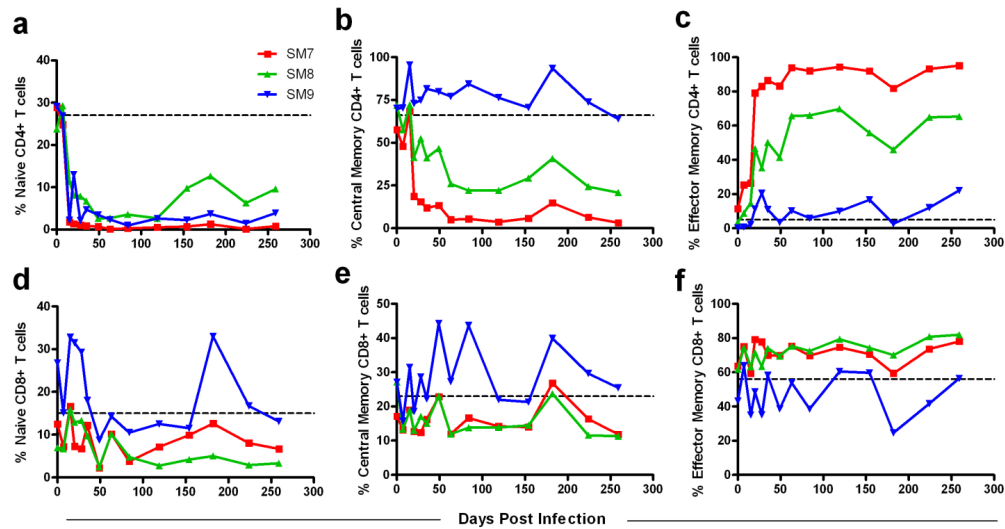 a
% Naive CD4+ T cells
40
30
20
10
0
0 50 100 150 200 250 300
SM7
SM8
SM9
b
% Central Memory CD4+ T cells
100
75
50
25
0
0 50 100 150 200 250 300
c
% Effector Memory CD4+ T cells
100
80
60
40
20
0
0 50 100 150 200 250 300
d
% Naive CD8+ T cells
40
30
20
10
0
0 50 100 150 200 250 300
e
% Central Memory CD8+ T cells
50
40
30
20
10
0
0 50 100 150 200 250 300
f
% Effector Memory CD8+ T cells
100
80
60
40
20
0
0 50 100 150 200 250 300
Days Post Infection